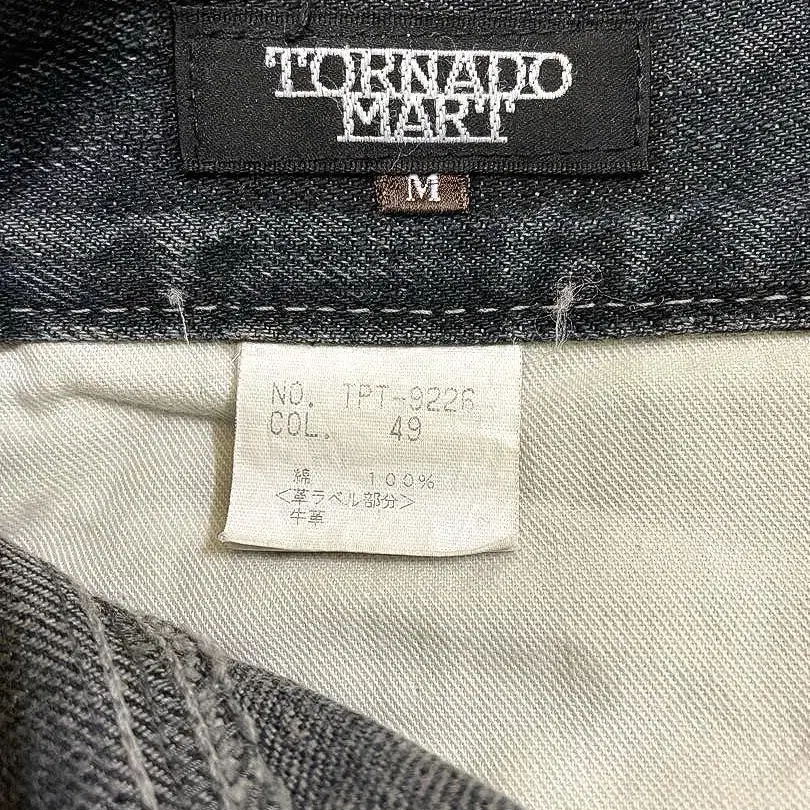 TORNADO
MART
M
NO. TPT-9226
COL. 49
綿 100%
<革ラベル部分>
牛革